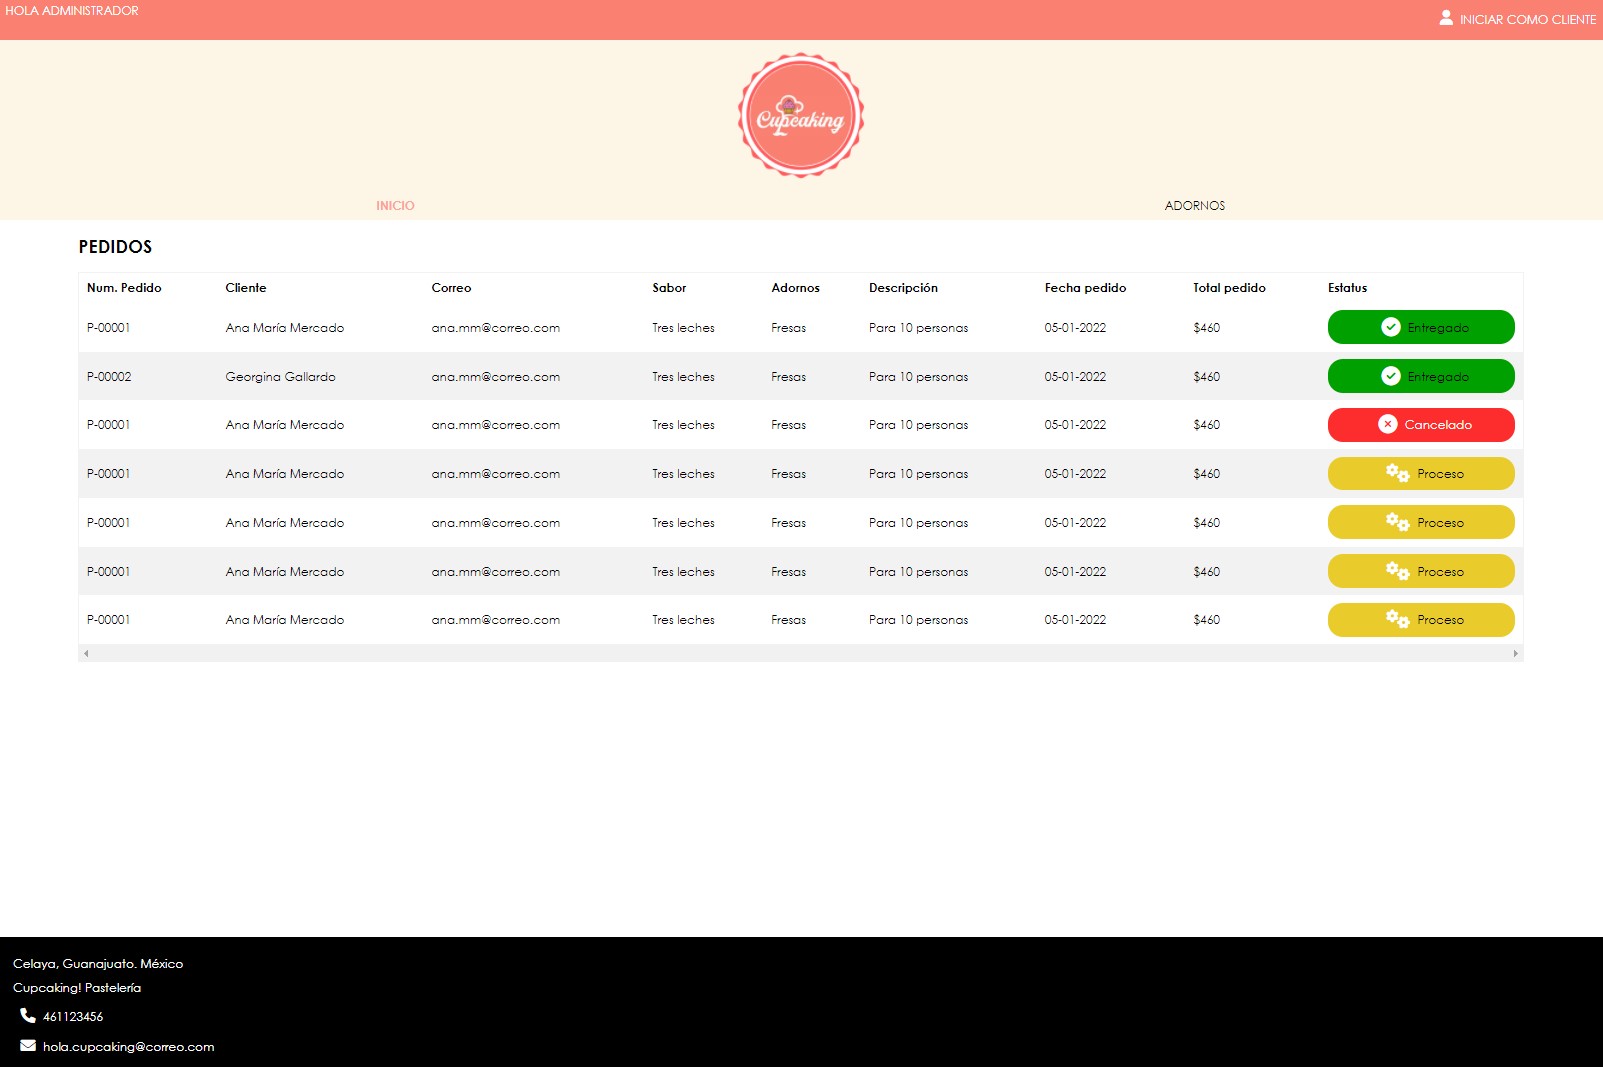 HOLA ADMINISTRADOR
INICIAR COMO CLIENTE
Cupcaking
INICIO ADORNOS
PEDIDOS
Num. Pedido Cliente Correo Sabor Adornos Descripción Fecha pedido Total pedido Estatus
P-00001 Ana María Mercado ana.mm@correo.com Tres leches Fresas Para 10 personas 05-01-2022 $460 Entregado
P-00002 Georgina Gallardo ana.mm@correo.com Tres leches Fresas Para 10 personas 05-01-2022 $460 Entregado
P-00001 Ana María Mercado ana.mm@correo.com Tres leches Fresas Para 10 personas 05-01-2022 $460 Cancelado
P-00001 Ana María Mercado ana.mm@correo.com Tres leches Fresas Para 10 personas 05-01-2022 $460 Proceso
P-00001 Ana María Mercado ana.mm@correo.com Tres leches Fresas Para 10 personas 05-01-2022 $460 Proceso
P-00001 Ana María Mercado ana.mm@correo.com Tres leches Fresas Para 10 personas 05-01-2022 $460 Proceso
P-00001 Ana María Mercado ana.mm@correo.com Tres leches Fresas Para 10 personas 05-01-2022 $460 Proceso
Celaya, Guanajuato. México
Cupcaking! Pastelería
461123456
hola.cupcaking@correo.com